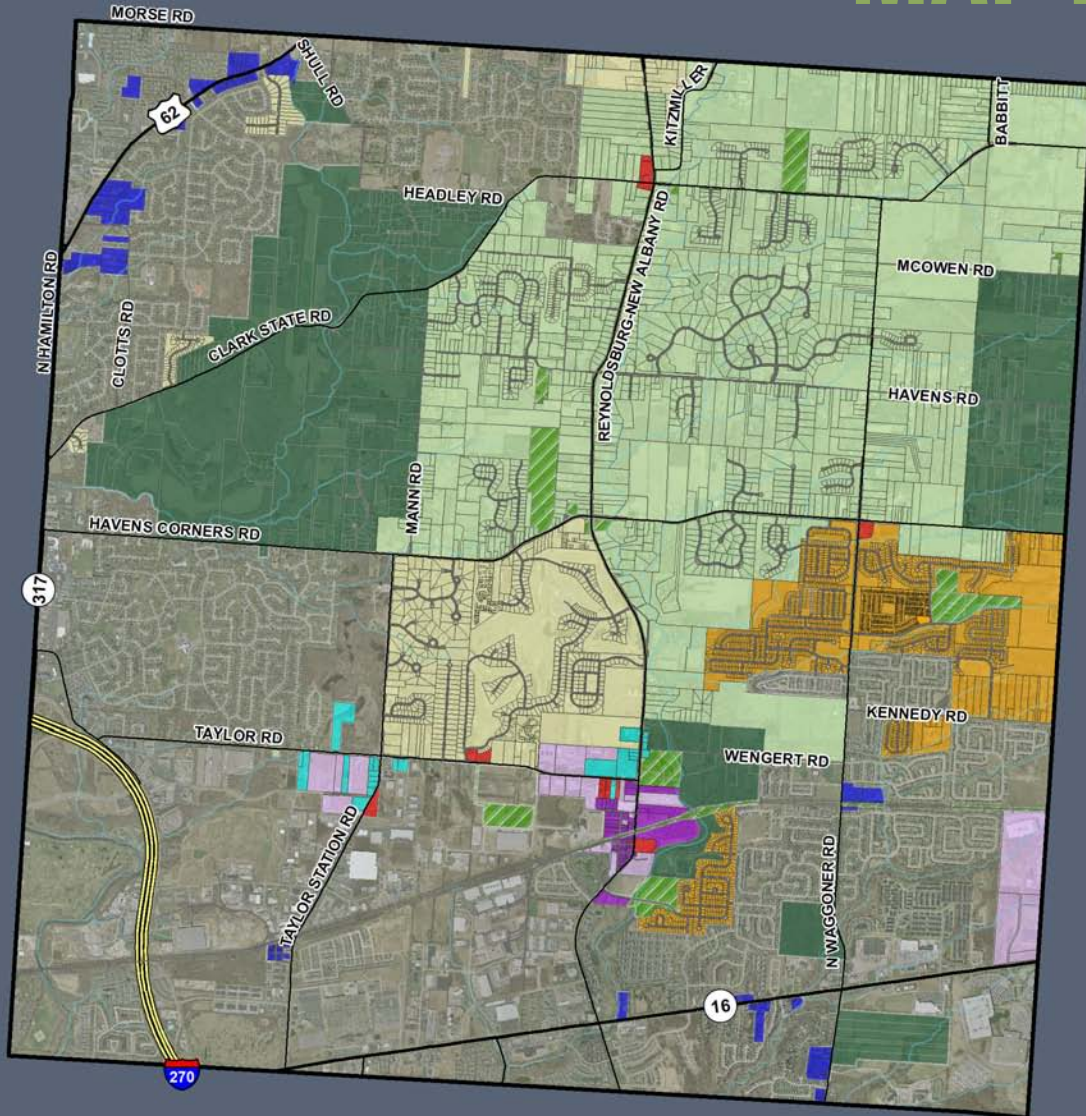 MORSE RD
SHULL RD
62
KITZMILLER
BABBITT
HEADLEY RD
REYNOLDSBURG-NEW ALBANY RD
MCOWEN RD
N HAMILTON RD
CLOTTS RD
CLARK STATE RD
HAVENS RD
MANN RD
HAVENS CORNERS RD
317
KENNEDY RD
TAYLOR RD
WENGERT RD
TAYLOR STATION RD
N WAGGONER RD
16
270